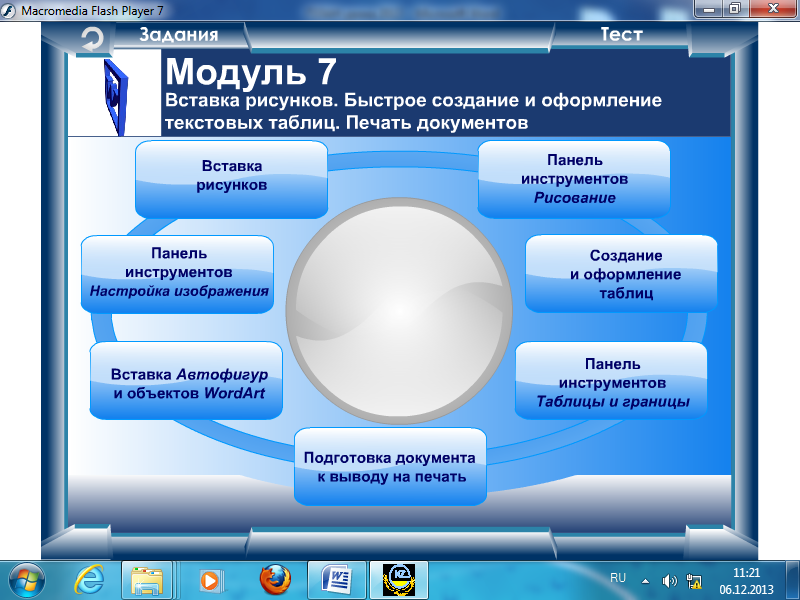 Macromedia Flash Player 7
Задания
Тест
Модуль 7
Вставка рисунков. Быстрое создание и оформление
текстовых таблиц. Печать документов
Вставка
рисунков
Панель
инструментов
Рисование
Панель
инструментов
Настройка изображения
Создание
и оформление
таблиц
Вставка Автофигур
и объектов WordArt
Панель
инструментов
Таблицы и границы
Подготовка документа
к выводу на печать
KZ
RU
11:21
06.12.2013